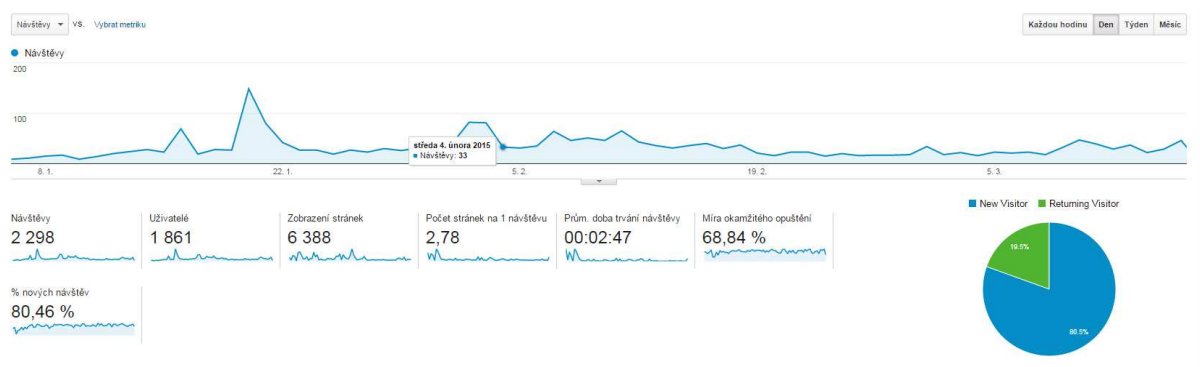 Návštěvy VS. Vybrat metriku
Každou hodinu Den Týden Měsíc
Návštěvy
200
100
středa 4. února 2015
Návštěvy: 33
8. 1. 22. 1. 5. 2. 19. 2. 5. 3.
New Visitor Returning Visitor
Návštěvy Uživatelé Zobrazení stránek Počet stránek na 1 návštěvu Prům. doba trvání návštěvy Míra okamžitého opuštění
2 298 1 861 6 388 2,78 00:02:47 68,84 %
19.5%
% nových návštěv
80,46 %
80.5%